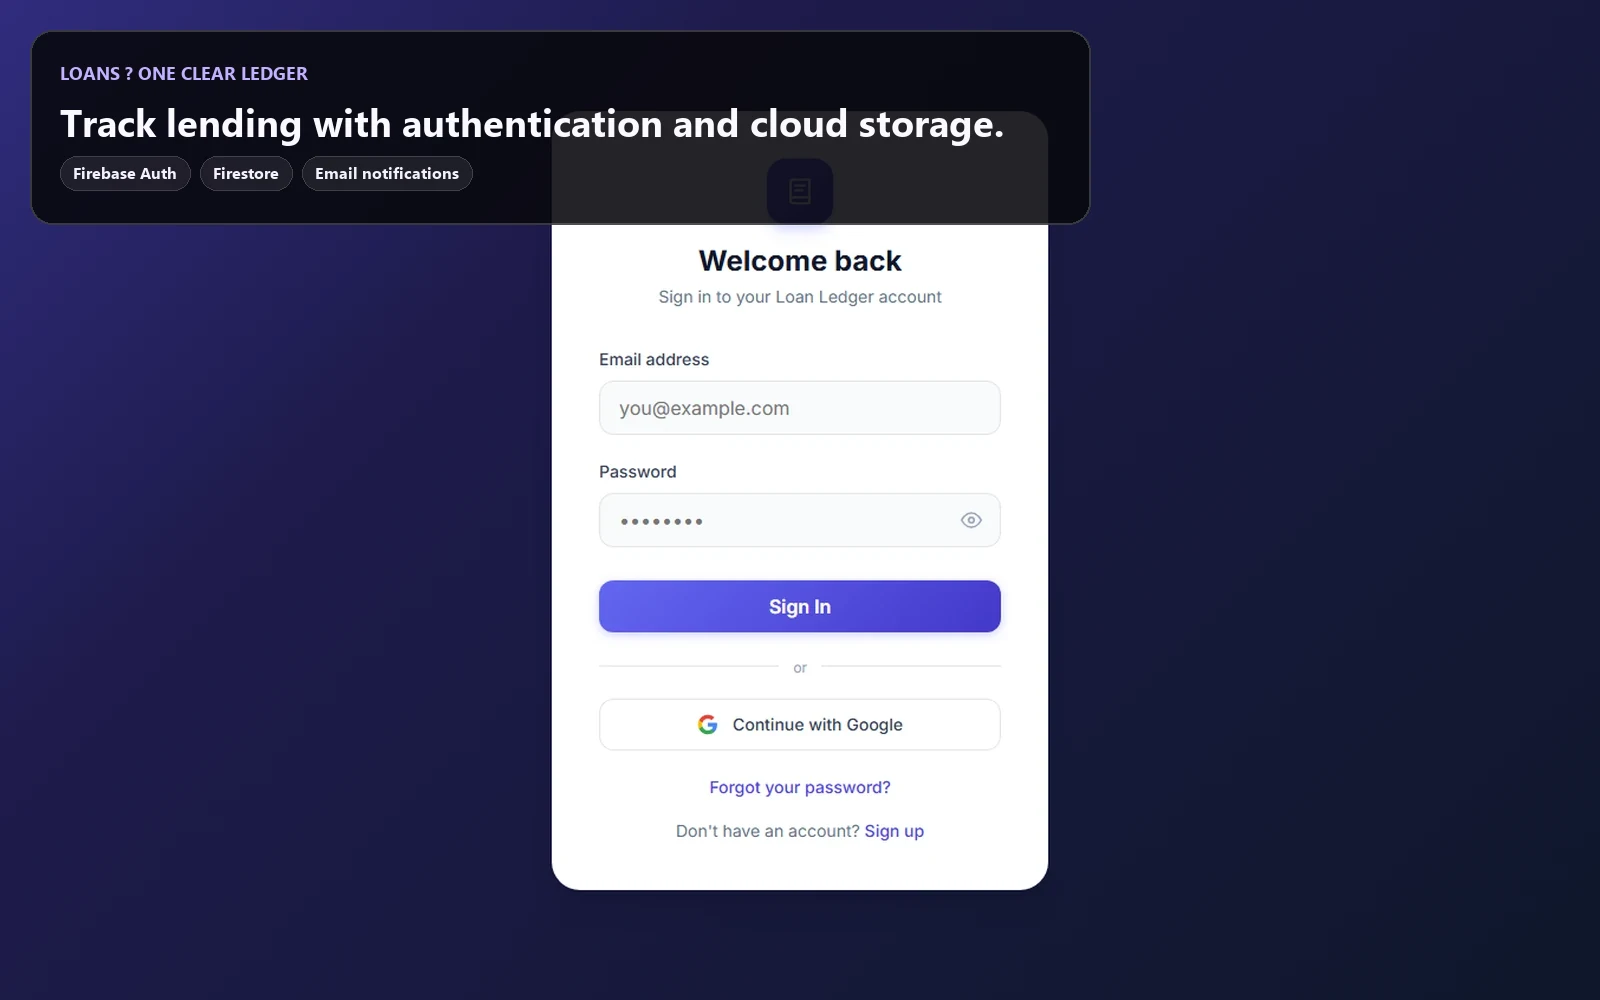 LOANS ? ONE CLEAR LEDGER
Track lending with authentication and cloud storage.
Firebase Auth Firestore Email notifications
Welcome back
Sign in to your Loan Ledger account
Email address
you@example.com
Password
••••••••
Sign In
or
Continue with Google
Forgot your password?
Don't have an account? Sign up